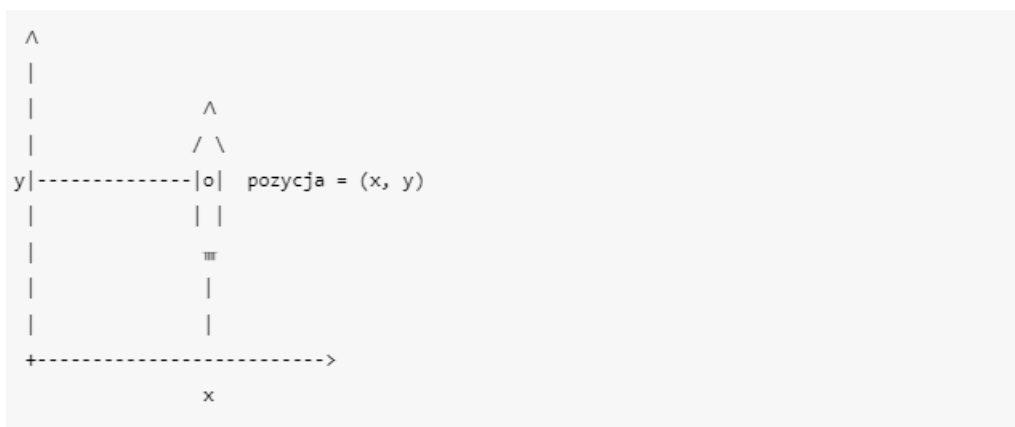 ^
|
|                    ^
|                   / \
y|--------------|o|  pozycja = (x, y)
|                   | |
|                    ╥
|                    |
|                    |
+-------------------------->
x